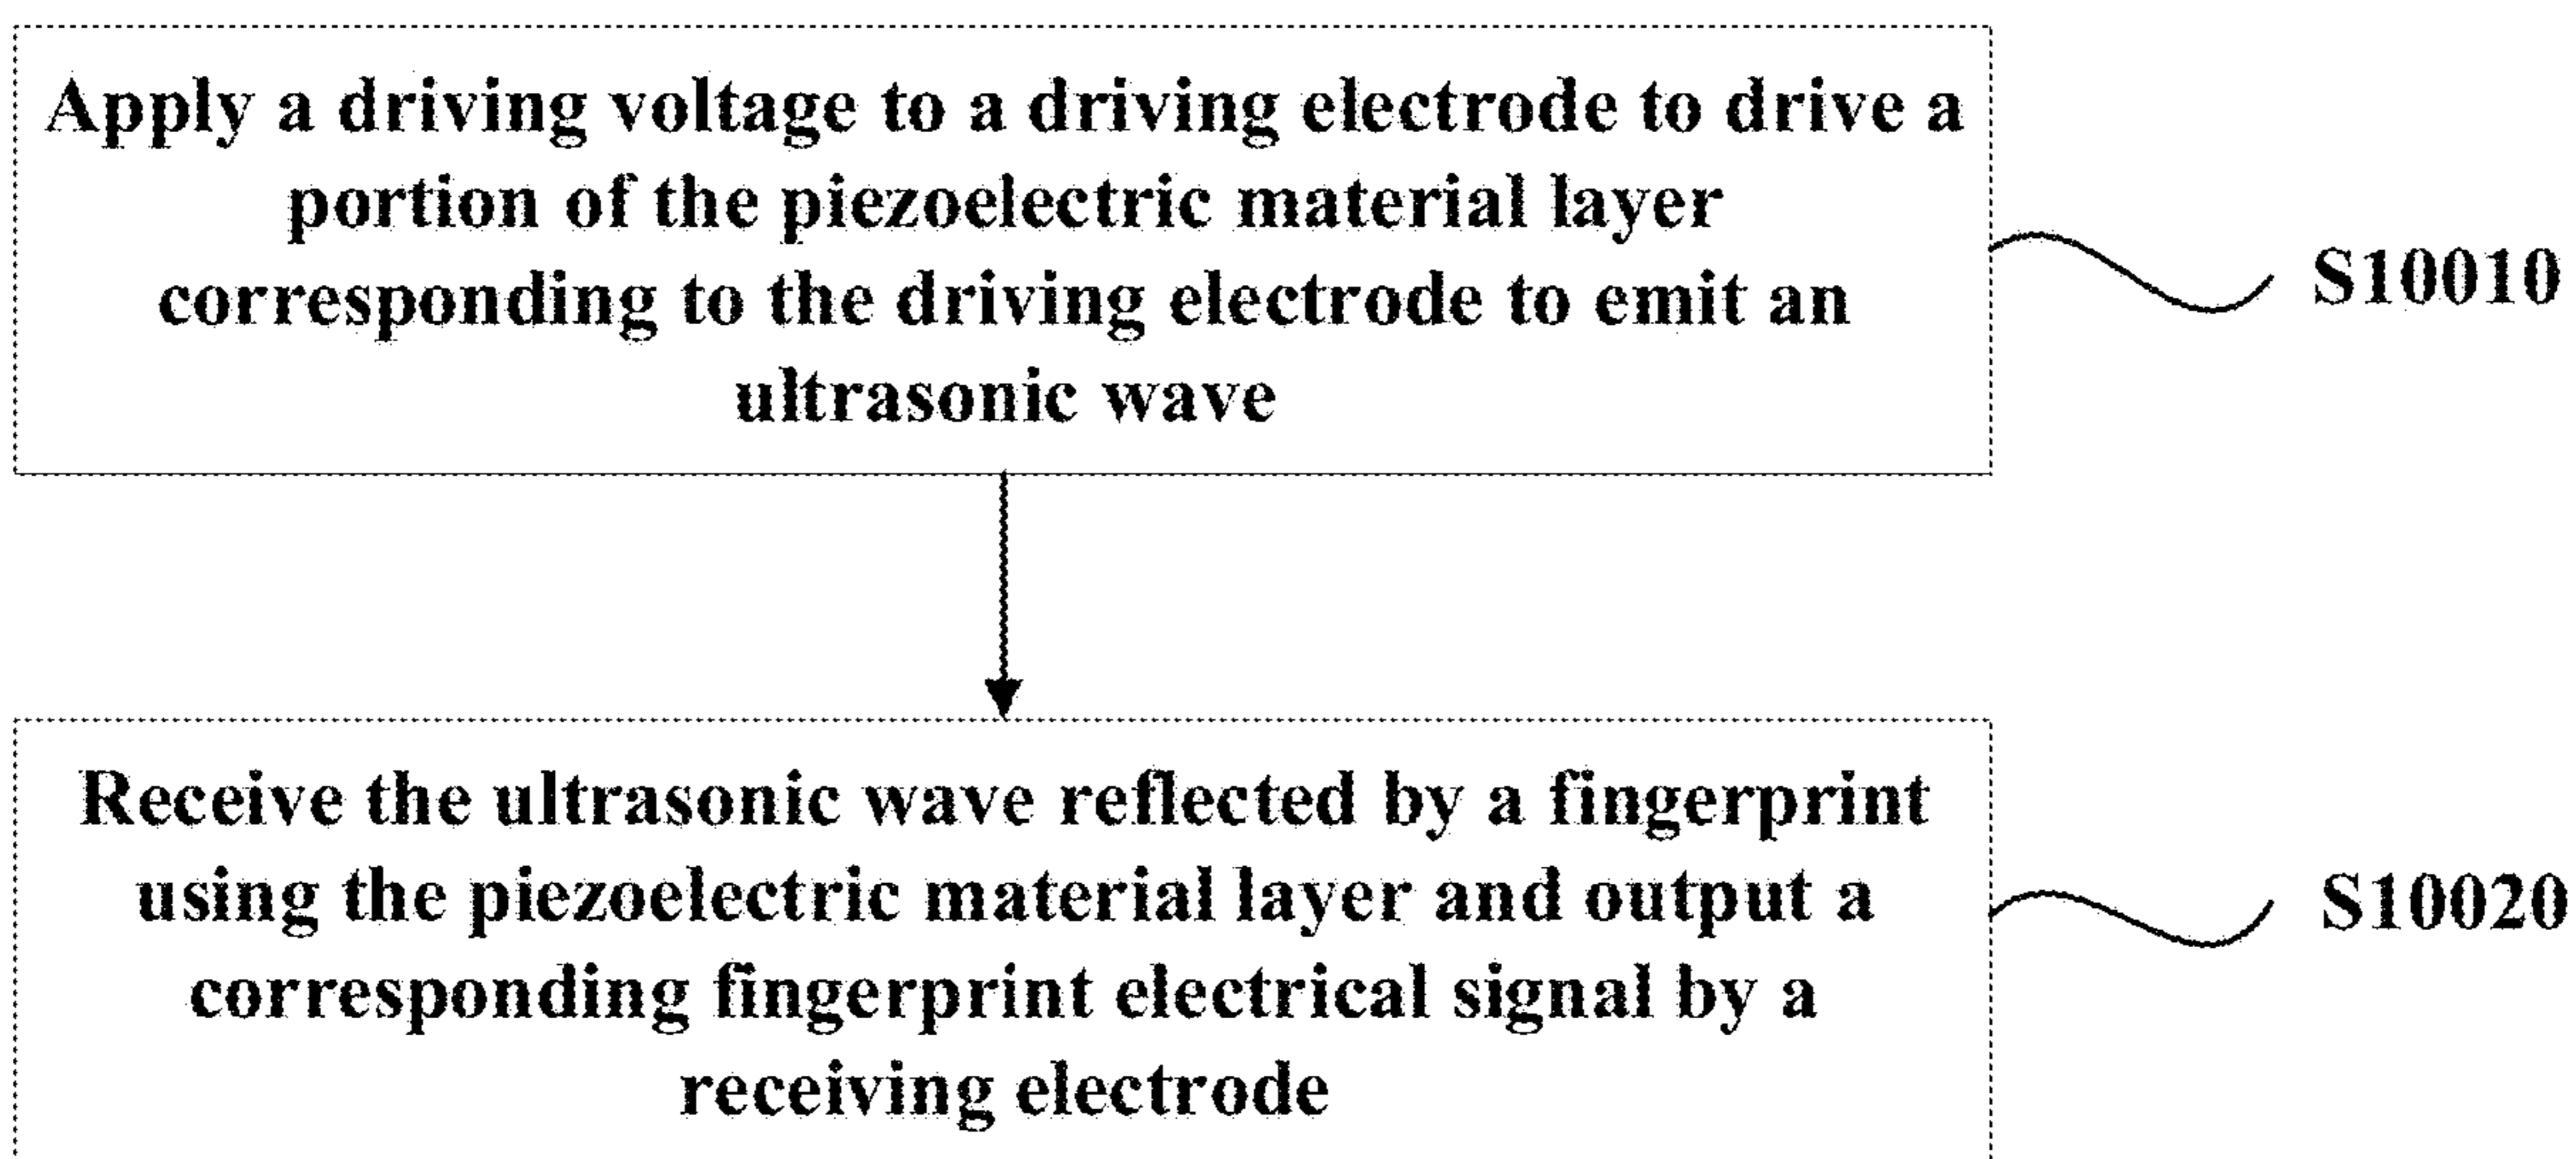 Apply a driving voltage to a driving electrode to drive a
portion of the piezoelectric material layer
corresponding to the driving electrode to emit an
ultrasonic wave
S10010
Receive the ultrasonic wave reflected by a fingerprint
using the piezoelectric material layer and output a
corresponding fingerprint electrical signal by a
receiving electrode
S10020